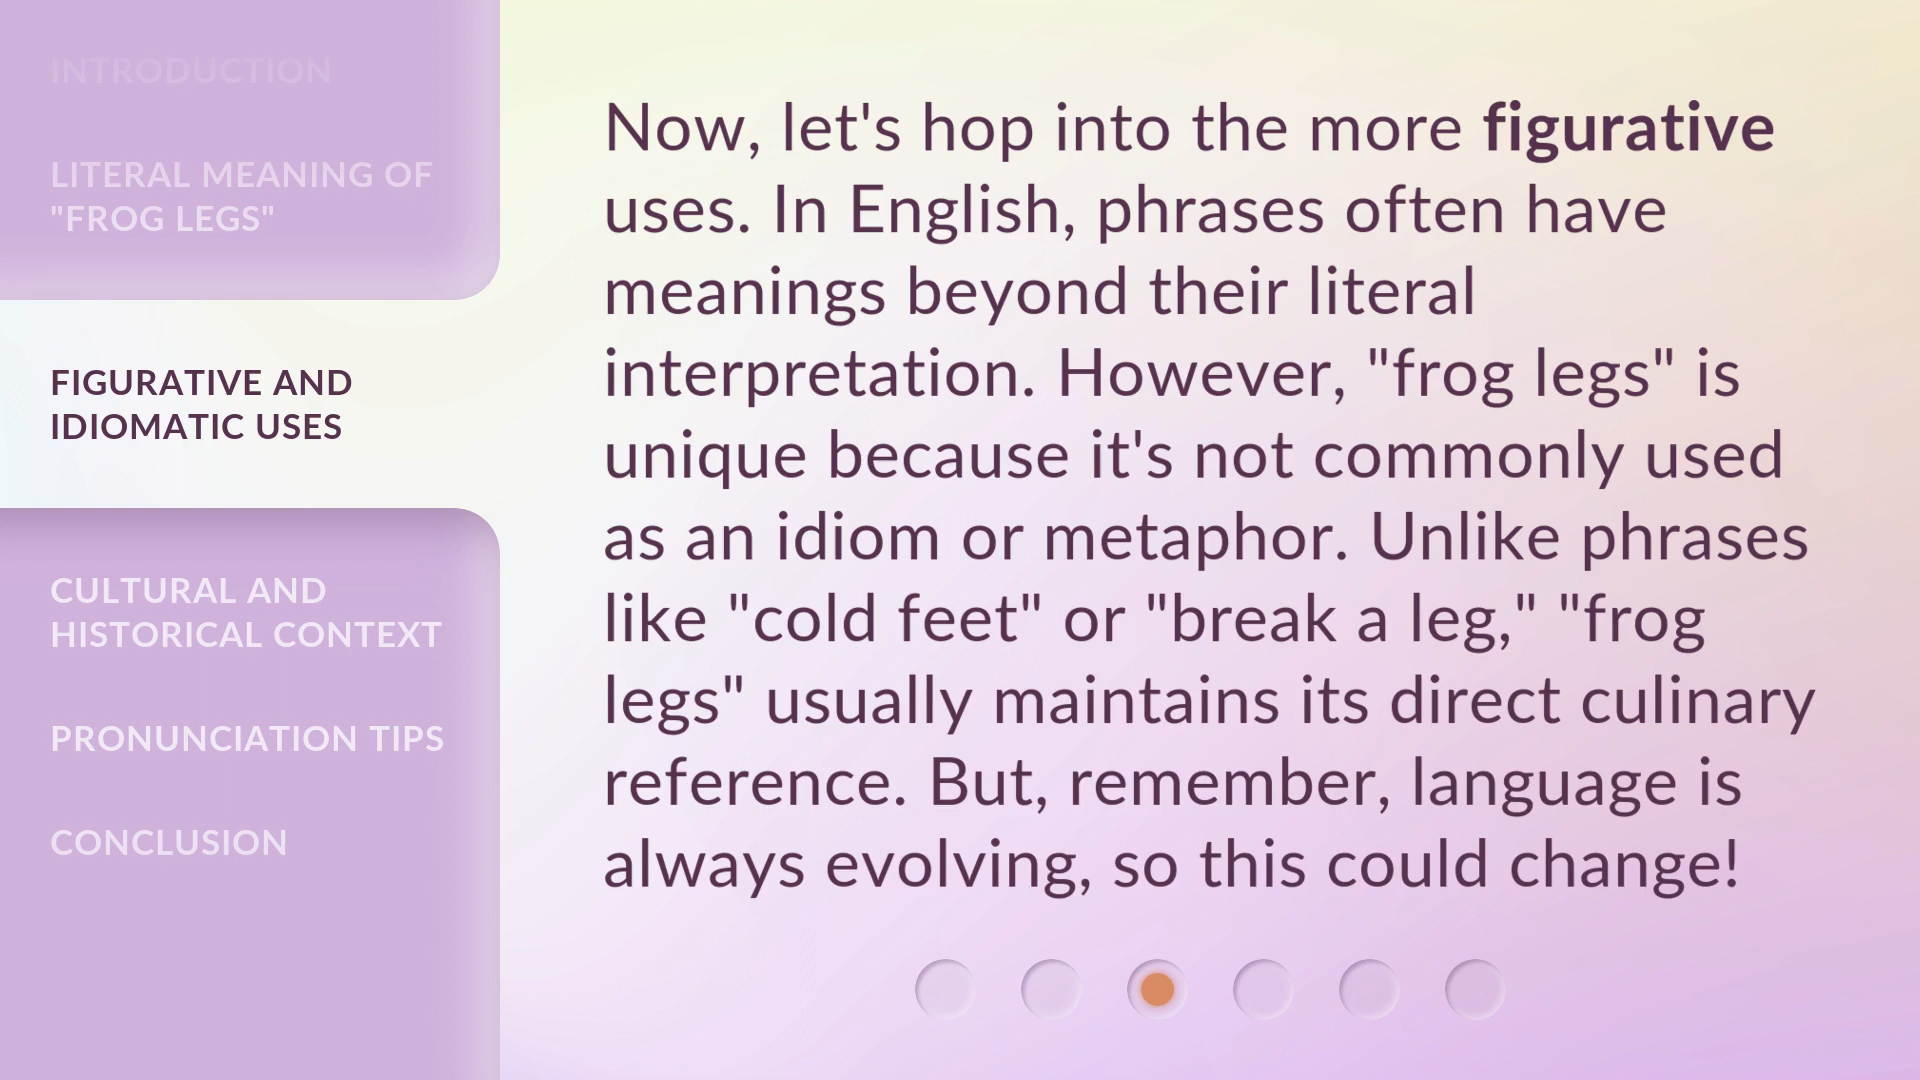 INTRODUCTION
LITERAL MEANING OF
"FROG LEGS"
FIGURATIVE AND
IDIOMATIC USES
CULTURAL AND
HISTORICAL CONTEXT
PRONUNCIATION TIPS
CONCLUSION
Now, let's hop into the more figurative
uses. In English, phrases often have
meanings beyond their literal
interpretation. However, "frog legs" is
unique because it's not commonly used
as an idiom or metaphor. Unlike phrases
like "cold feet" or "break a leg," "frog
legs" usually maintains its direct culinary
reference. But, remember, language is
always evolving, so this could change!